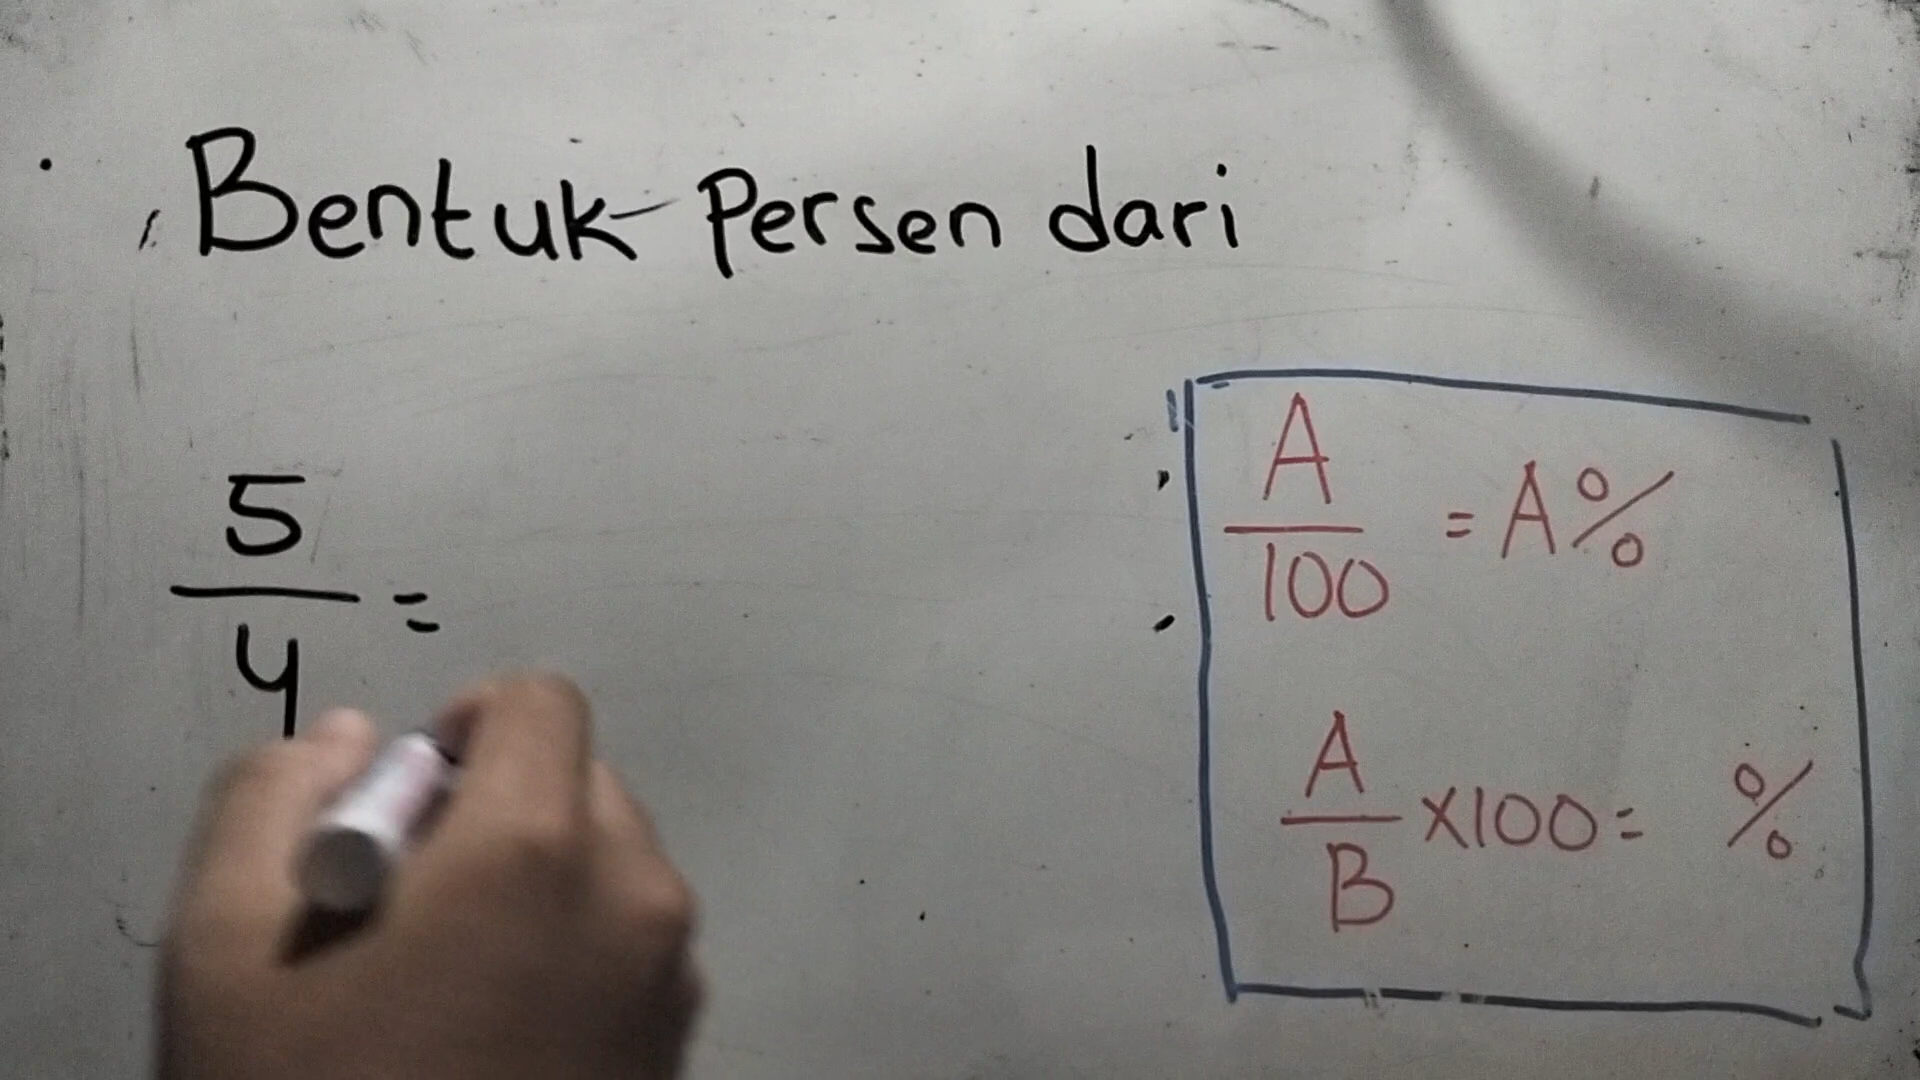 Bentuk Persen dari
5/4 =
A/100 = A%
A/B x100= %